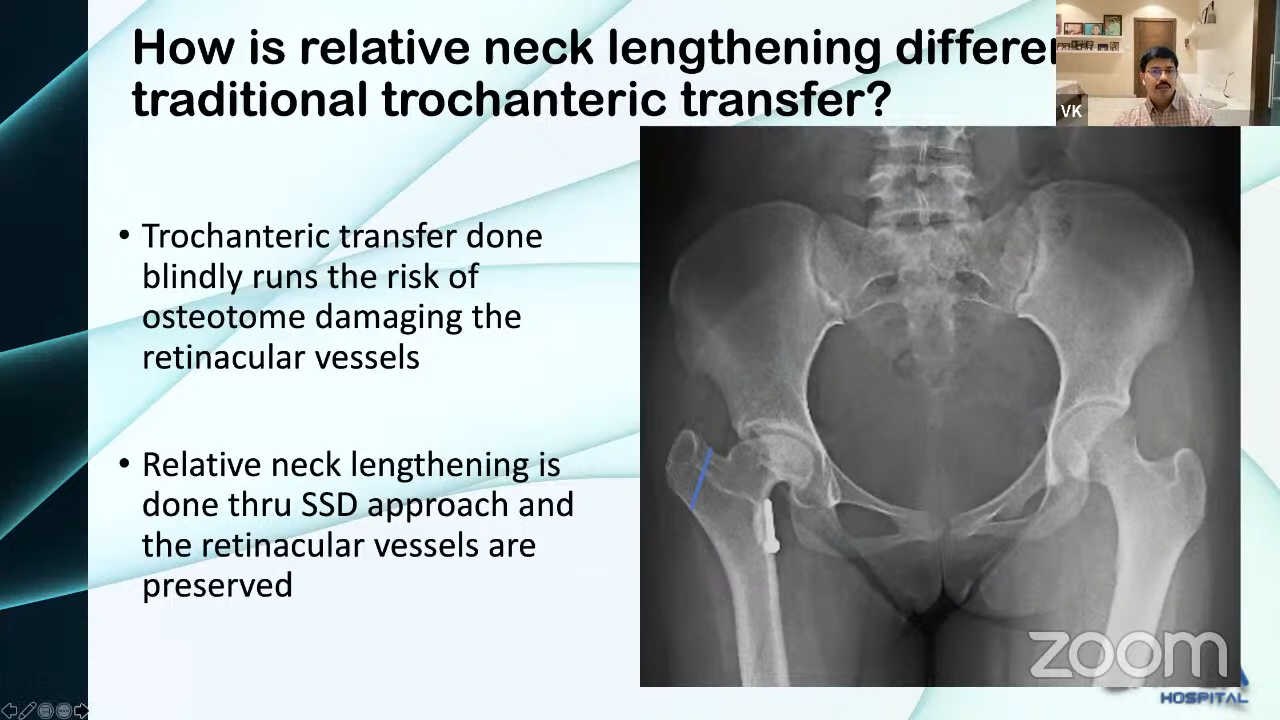 How is relative neck lengthening differe
traditional trochanteric transfer?
VK
• Trochanteric transfer done
blindly runs the risk of
osteotome damaging the
retinacular vessels
• Relative neck lengthening is
done thru SSD approach and
the retinacular vessels are
preserved
zoom
HOSPITAL